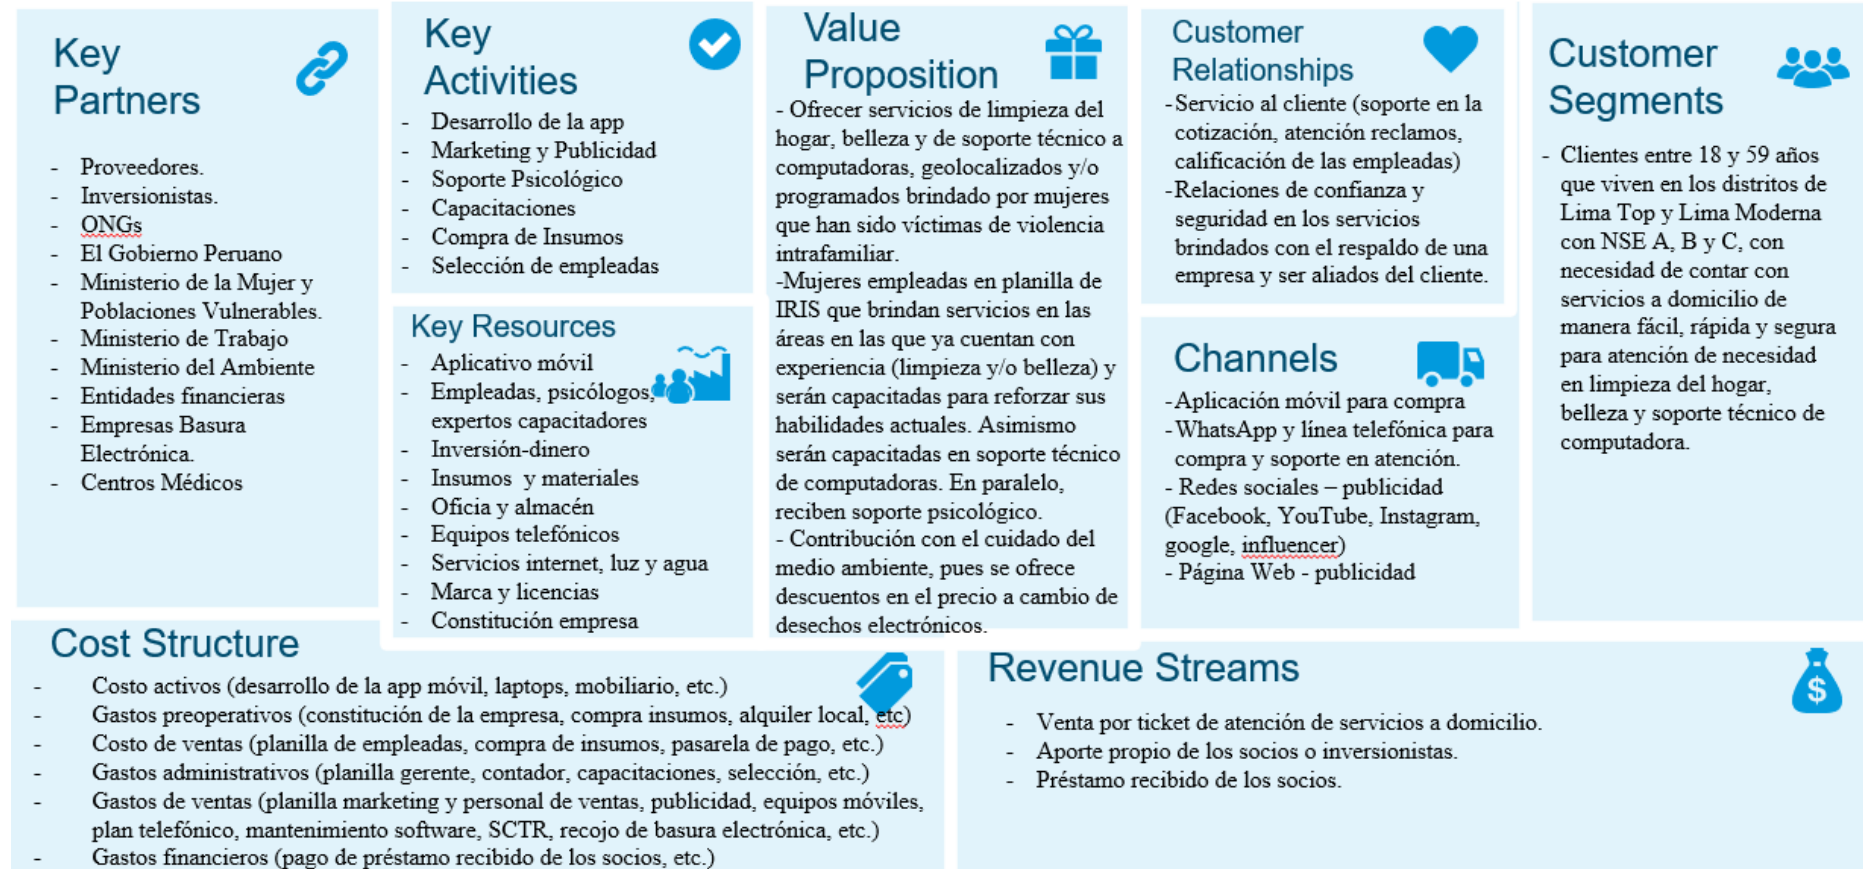 Key
Partners
- Proveedores.
- Inversionistas.
- ONGs
- El Gobierno Peruano
- Ministerio de la Mujer y
Poblaciones Vulnerables.
- Ministerio de Trabajo
- Ministerio del Ambiente
- Entidades financieras
- Empresas Basura
Electrónica.
- Centros Médicos
Key
Activities
- Desarrollo de la app
- Marketing y Publicidad
- Soporte Psicológico
- Capacitaciones
- Compra de Insumos
- Selección de empleadas
Key Resources
- Aplicativo móvil
- Empleadas, psicólogos,
expertos capacitadores
- Inversión-dinero
- Insumos y materiales
- Oficia y almacén
- Equipos telefónicos
- Servicios internet, luz y agua
- Marca y licencias
- Constitución empresa
Value
Proposition
- Ofrecer servicios de limpieza del
hogar, belleza y de soporte técnico a
computadoras, geolocalizados y/o
programados brindado por mujeres
que han sido víctimas de violencia
intrafamiliar.
-Mujeres empleadas en planilla de
IRIS que brindan servicios en las
áreas en las que ya cuentan con
experiencia (limpieza y/o belleza) y
serán capacitadas para reforzar sus
habilidades actuales. Asimismo
serán capacitadas en soporte técnico
de computadoras. En paralelo,
reciben soporte psicológico.
- Contribución con el cuidado del
medio ambiente, pues se ofrece
descuentos en el precio a cambio de
desechos electrónicos.
Customer
Relationships
-Servicio al cliente (soporte en la
cotización, atención reclamos,
calificación de las empleadas)
-Relaciones de confianza y
seguridad en los servicios
brindados con el respaldo de una
empresa y ser aliados del cliente.
Channels
-Aplicación móvil para compra
-WhatsApp y línea telefónica para
compra y soporte en atención.
- Redes sociales – publicidad
(Facebook, YouTube, Instagram,
google, influencer)
- Página Web - publicidad
Customer
Segments
- Clientes entre 18 y 59 años
que viven en los distritos de
Lima Top y Lima Moderna
con NSE A, B y C, con
necesidad de contar con
servicios a domicilio de
manera fácil, rápida y segura
para atención de necesidad
en limpieza del hogar,
belleza y soporte técnico de
computadora.
Cost Structure
- Costo activos (desarrollo de la app móvil, laptops, mobiliario, etc.)
- Gastos preoperativos (constitución de la empresa, compra insumos, alquiler local, etc)
- Costo de ventas (planilla de empleadas, compra de insumos, pasarela de pago, etc.)
- Gastos administrativos (planilla gerente, contador, capacitaciones, selección, etc.)
- Gastos de ventas (planilla marketing y personal de ventas, publicidad, equipos móviles,
plan telefónico, mantenimiento software, SCTR, recojo de basura electrónica, etc.)
- Gastos financieros (pago de préstamo recibido de los socios, etc.)
Revenue Streams
$
- Venta por ticket de atención de servicios a domicilio.
- Aporte propio de los socios o inversionistas.
- Préstamo recibido de los socios.